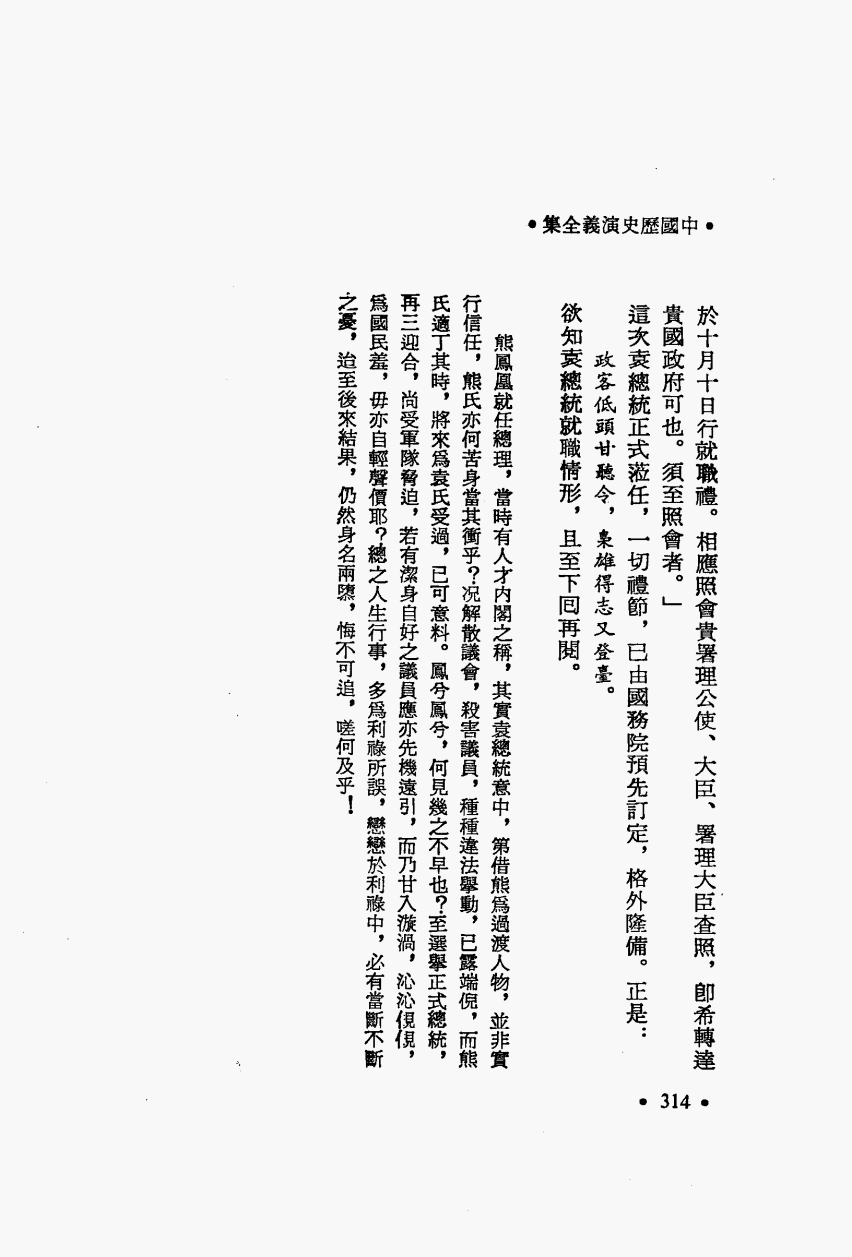 •中國歷史演義全集•
於十月十日行就職禮。相應照會貴署理公使、大臣、署理大臣查照，卽希轉達
貴國政府可也。須至照會者。」
這次袁總統正式蒞任，一切禮節，已由國務院預先訂定，格外隆備。正是：
政客低頭甘聽令，梟雄得志又登臺。
欲知袁總統就職情形，且至下囘再閱。
熊鳳凰就任總理，當時有人才內閣之稱，其實袁總統意中，第借熊爲過渡人物，並非實
行信任，熊氏亦何苦身當其衝乎？况解散議會，殺害議員，種種違法擧動，已露端倪，而熊
氏適丁其時，將來爲袁氏受過，已可意料。鳳兮鳳兮，何見幾之不早也？至選擧正式總統，
再三迎合，尚受軍隊脅迫，若有潔身自好之議員應亦先機遠引，而乃甘入漩渦，沁沁俔俔，
爲國民羞，毋亦自輕聲價耶？總之人生行事，多爲利祿所誤，戀戀於利祿中，必有當斷不斷
之憂，迨至後來結果，仍然身名兩隳，悔不可追，嗟何及乎！
•314•